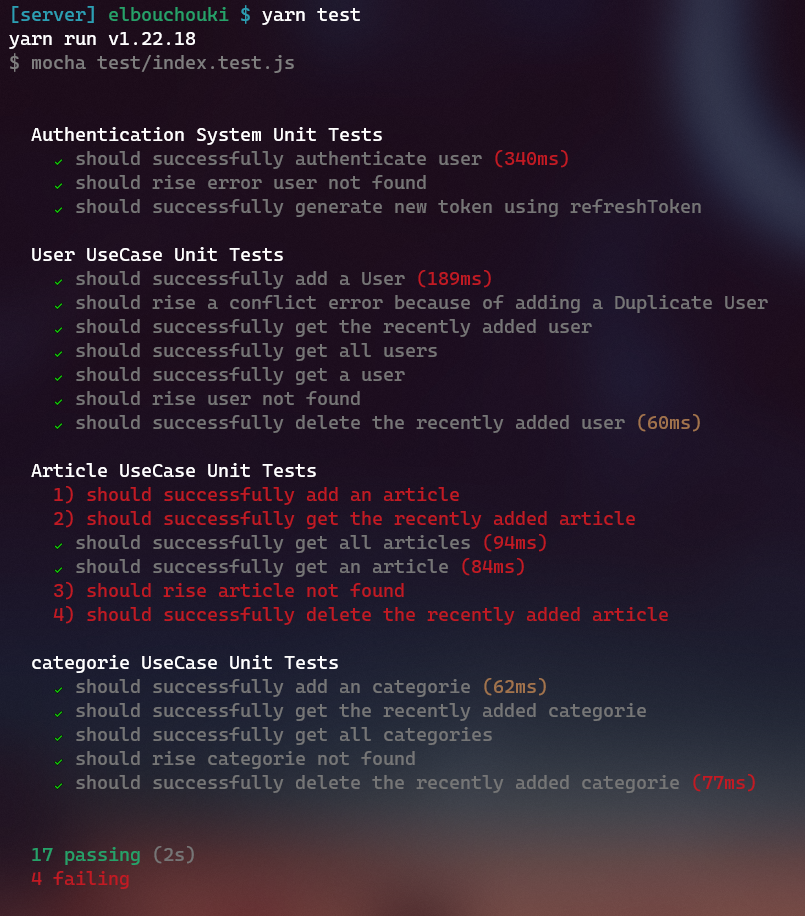 [server] elbouchouki $ yarn test
yarn run v1.22.18
$ mocha test/index.test.js
Authentication System Unit Tests
✓ should successfully authenticate user (340ms)
✓ should rise error user not found
✓ should successfully generate new token using refreshToken
User UseCase Unit Tests
✓ should successfully add a User (189ms)
✓ should rise a conflict error because of adding a Duplicate User
✓ should successfully get the recently added user
✓ should successfully get all users
✓ should successfully get a user
✓ should rise user not found
✓ should successfully delete the recently added user (60ms)
Article UseCase Unit Tests
1) should successfully add an article
2) should successfully get the recently added article
✓ should successfully get all articles (94ms)
✓ should successfully get an article (84ms)
3) should rise article not found
4) should successfully delete the recently added article
categorie UseCase Unit Tests
✓ should successfully add an categorie (62ms)
✓ should successfully get the recently added categorie
✓ should successfully get all categories
✓ should rise categorie not found
✓ should successfully delete the recently added categorie (77ms)
17 passing (2s)
4 failing